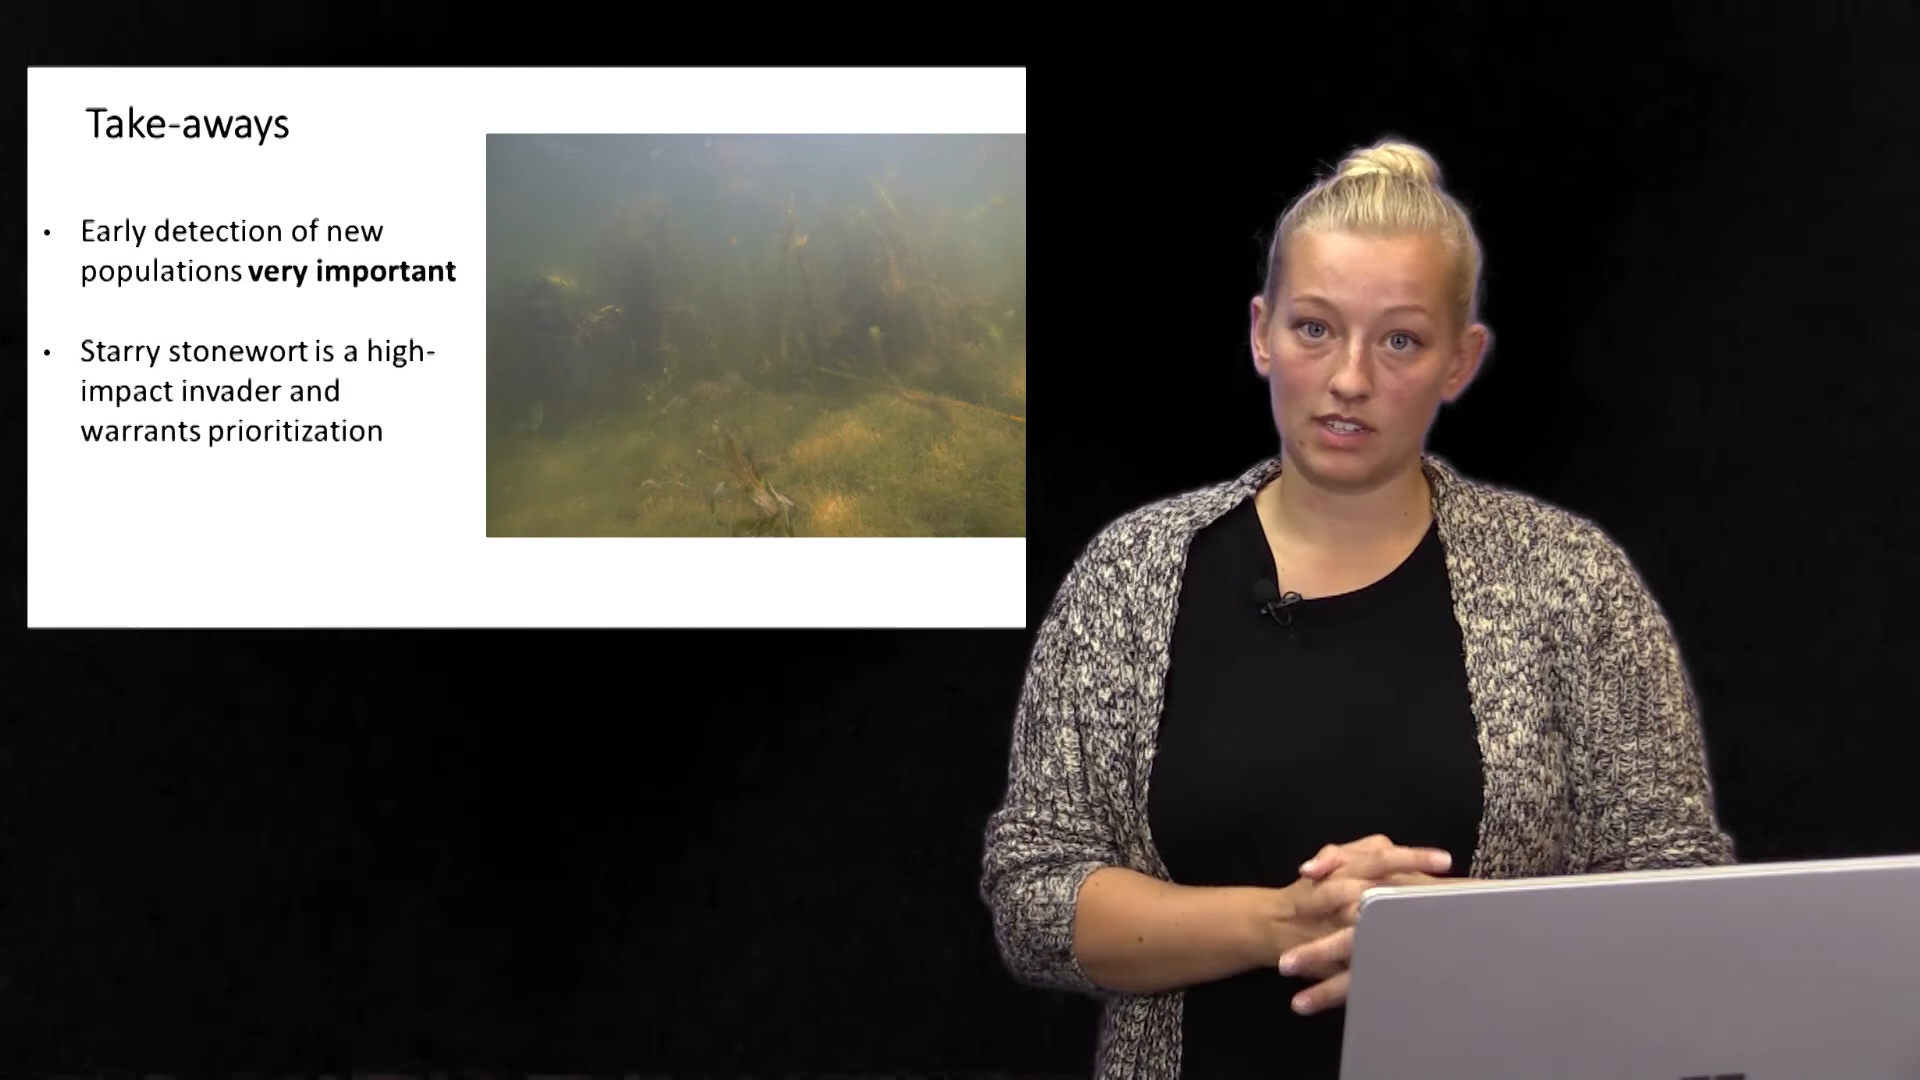 Take-aways
• Early detection of new
populations very important
• Starry stonewort is a high-
impact invader and
warrants prioritization